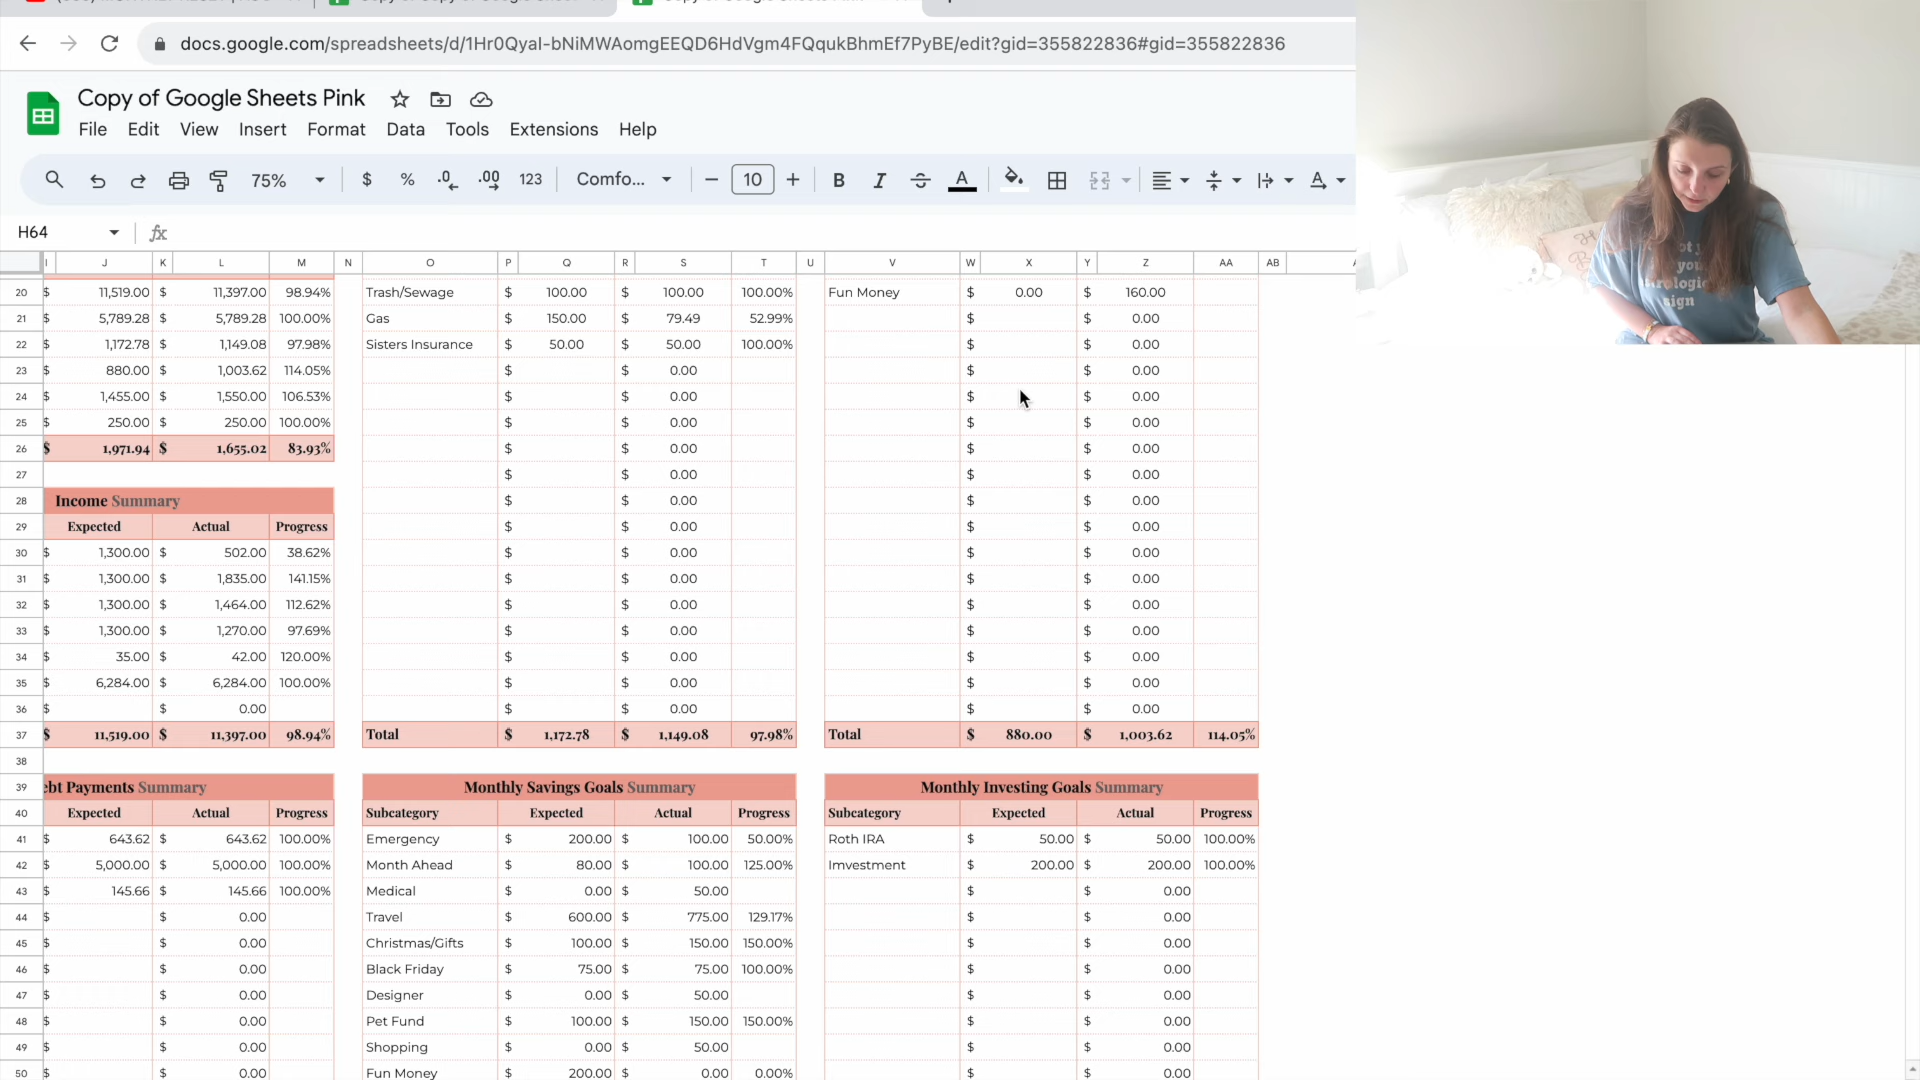 docs.google.com/spreadsheets/d/1Hr0QyaI-bNiMWAomgEEQD6HdVgm4FQqukBhmEf7PyBE/edit?gid=355822836#gid=355822836
Copy of Google Sheets Pink
File Edit View Insert Format Data Tools Extensions Help
75% $ % .0 .00 123 Comfo... 10 B I A A
H64 fx
I J K L M N O P Q R S T U V W X Y Z AA AB
20 $ 11,519.00 $ 11,397.00 98.94% Trash/Sewage $ 100.00 $ 100.00 100.00% Fun Money $ 0.00 $ 160.00
21 $ 5,789.28 $ 5,789.28 100.00% Gas $ 150.00 $ 79.49 52.99% $ $ 0.00
22 $ 1,172.78 $ 1,149.08 97.98% Sisters Insurance $ 50.00 $ 50.00 100.00% $ $ 0.00
23 $ 880.00 $ 1,003.62 114.05% $ $ 0.00 $ $ 0.00
24 $ 1,455.00 $ 1,550.00 106.53% $ $ 0.00 $ $ 0.00
25 $ 250.00 $ 250.00 100.00% $ $ 0.00 $ $ 0.00
26 $ 1,971.94 $ 1,655.02 83.93% $ $ 0.00 $ $ 0.00
27 $ $ 0.00 $ $ 0.00
28 Income Summary $ $ 0.00 $ $ 0.00
29 Expected Actual Progress $ $ 0.00 $ $ 0.00
30 $ 1,300.00 $ 502.00 38.62% $ $ 0.00 $ $ 0.00
31 $ 1,300.00 $ 1,835.00 141.15% $ $ 0.00 $ $ 0.00
32 $ 1,300.00 $ 1,464.00 112.62% $ $ 0.00 $ $ 0.00
33 $ 1,300.00 $ 1,270.00 97.69% $ $ 0.00 $ $ 0.00
34 $ 35.00 $ 42.00 120.00% $ $ 0.00 $ $ 0.00
35 $ 6,284.00 $ 6,284.00 100.00% $ $ 0.00 $ $ 0.00
36 $ $ 0.00 $ $ 0.00 $ $ 0.00
37 $ 11,519.00 $ 11,397.00 98.94% Total $ 1,172.78 $ 1,149.08 97.98% Total $ 880.00 $ 1,003.62 114.05%
38
39 ebt Payments Summary Monthly Savings Goals Summary Monthly Investing Goals Summary
40 Expected Actual Progress Subcategory Expected Actual Progress Subcategory Expected Actual Progress
41 $ 643.62 $ 643.62 100.00% Emergency $ 200.00 $ 100.00 50.00% Roth IRA $ 50.00 $ 50.00 100.00%
42 $ 5,000.00 $ 5,000.00 100.00% Month Ahead $ 80.00 $ 100.00 125.00% Imvestment $ 200.00 $ 200.00 100.00%
43 $ 145.66 $ 145.66 100.00% Medical $ 0.00 $ 50.00 $ $ 0.00
44 $ $ 0.00 Travel $ 600.00 $ 775.00 129.17% $ $ 0.00
45 $ $ 0.00 Christmas/Gifts $ 100.00 $ 150.00 150.00% $ $ 0.00
46 $ $ 0.00 Black Friday $ 75.00 $ 75.00 100.00% $ $ 0.00
47 $ $ 0.00 Designer $ 0.00 $ 50.00 $ $ 0.00
48 $ $ 0.00 Pet Fund $ 100.00 $ 150.00 150.00% $ $ 0.00
49 $ $ 0.00 Shopping $ 0.00 $ 50.00 $ $ 0.00
50 $ $ 0.00 Fun Money $ 200.00 $ 0.00 0.00% $ $ 0.00
sign